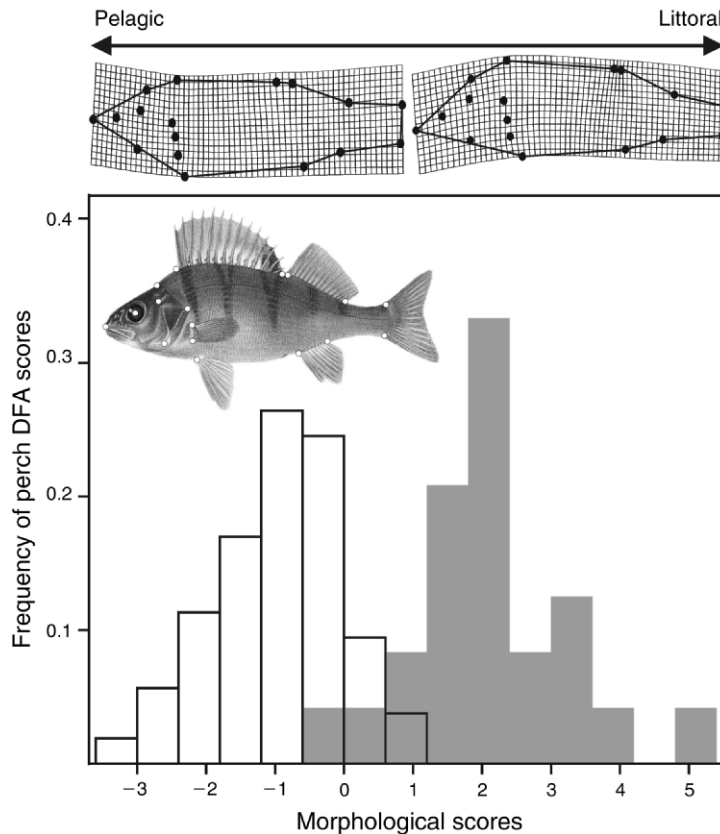 Pelagic Littoral
0.4
0.3
0.2
0.1
Frequency of perch DFA scores
−3 −2 −1 0 1 2 3 4 5
Morphological scores